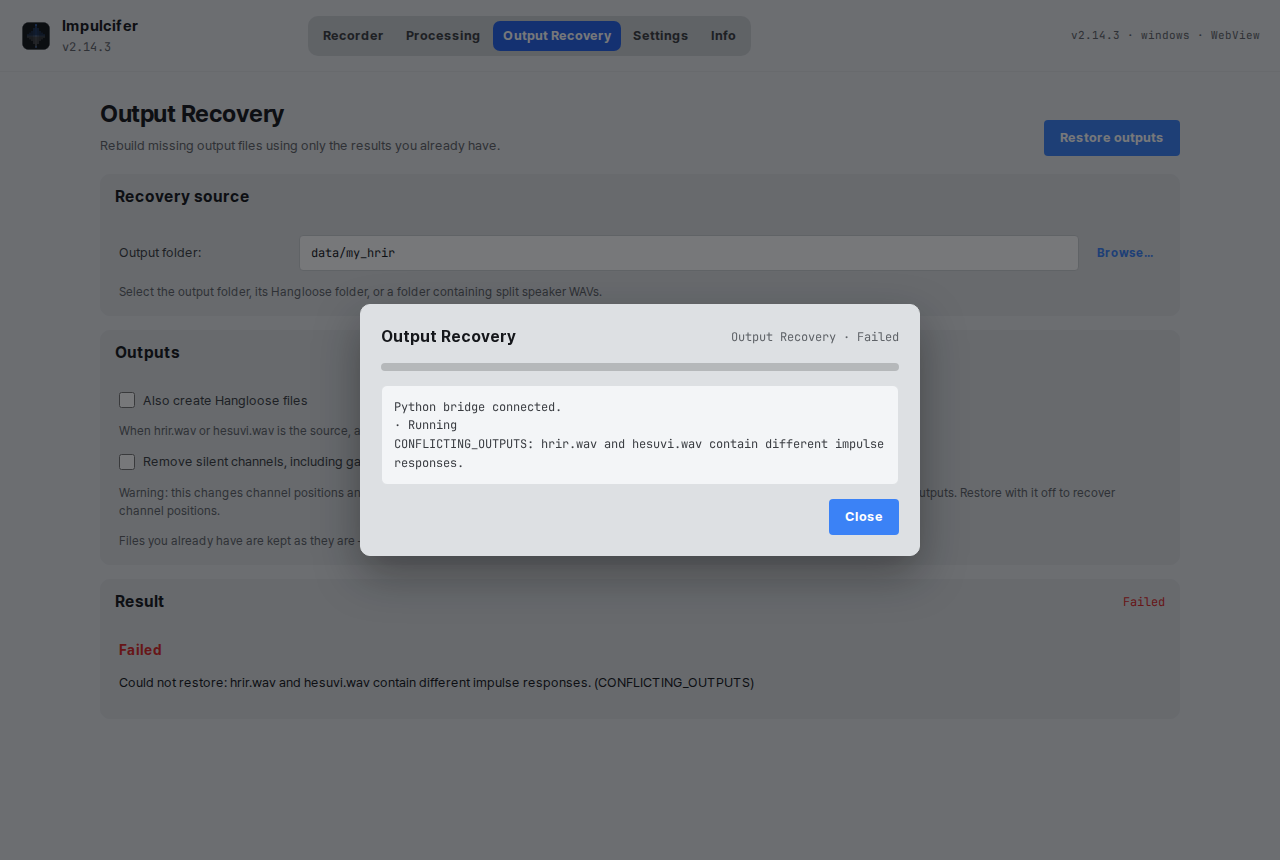 Impulcifer
v2.14.3
Recorder
Processing
Output Recovery
Settings
Info
v2.14.3 · windows · WebView
Output Recovery
Rebuild missing output files using only the results you already have.
Restore outputs
Recovery source
Output folder:
data/my_hrir
Browse…
Select the output folder, its Hangloose folder, or a folder containing split speaker WAVs.
Outputs
Also create Hangloose files
When hrir.wav or hesuvi.wav is the source, a
Remove silent channels, including ga
Warning: this changes channel positions an
utputs. Restore with it off to recover
channel positions.
Files you already have are kept as they are
Output Recovery
Output Recovery · Failed
Python bridge connected.
· Running
CONFLICTING_OUTPUTS: hrir.wav and hesuvi.wav contain different impulse
responses.
Close
Result
Failed
Failed
Could not restore: hrir.wav and hesuvi.wav contain different impulse responses. (CONFLICTING_OUTPUTS)